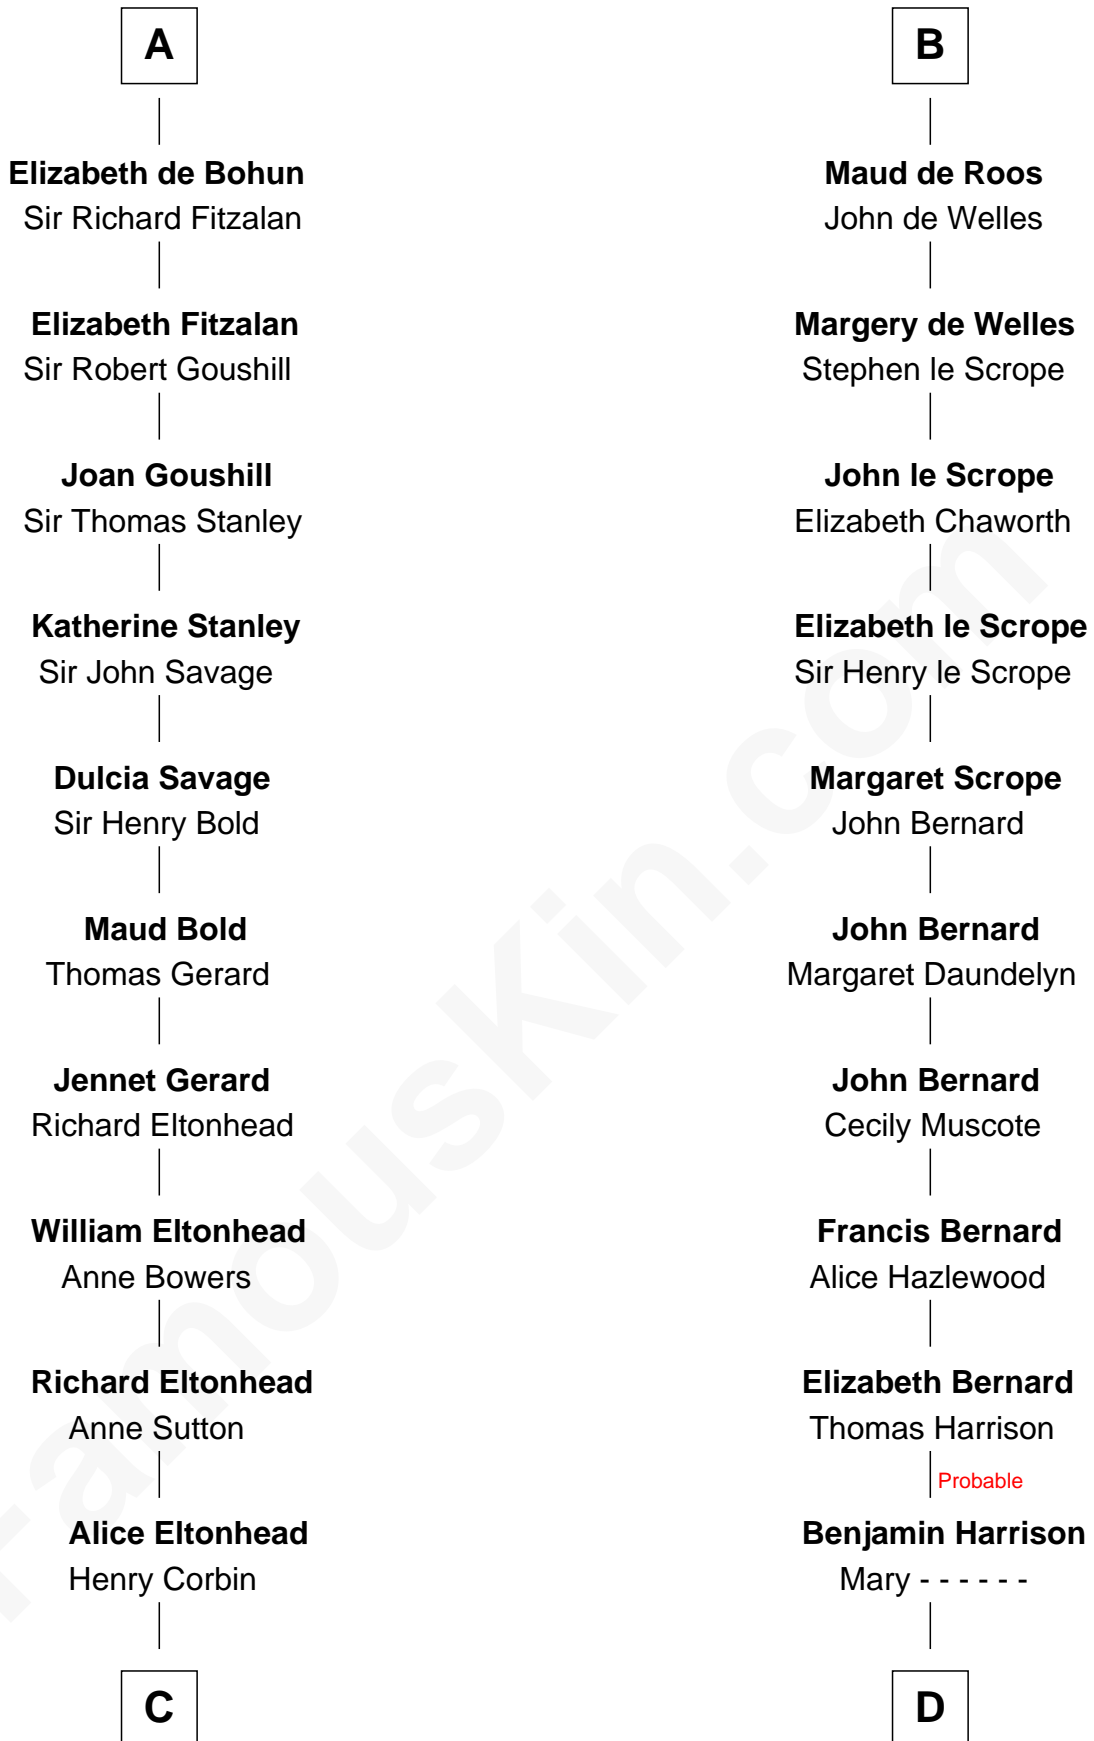 A
Elizabeth de Bohun
Sir Richard Fitzalan
Elizabeth Fitzalan
Sir Robert Goushill
Joan Goushill
Sir Thomas Stanley
Katherine Stanley
Sir John Savage
Dulcia Savage
Sir Henry Bold
Maud Bold
Thomas Gerard
Jennet Gerard
Richard Eltonhead
William Eltonhead
Anne Bowers
Richard Eltonhead
Anne Sutton
Alice Eltonhead
Henry Corbin
C
B
Maud de Roos
John de Welles
Margery de Welles
Stephen le Scrope
John le Scrope
Elizabeth Chaworth
Elizabeth le Scrope
Sir Henry le Scrope
Margaret Scrope
John Bernard
John Bernard
Margaret Daundelyn
John Bernard
Cecily Muscote
Francis Bernard
Alice Hazlewood
Elizabeth Bernard
Thomas Harrison
Probable
Benjamin Harrison
Mary - - - - - -
D
FamousKin.com